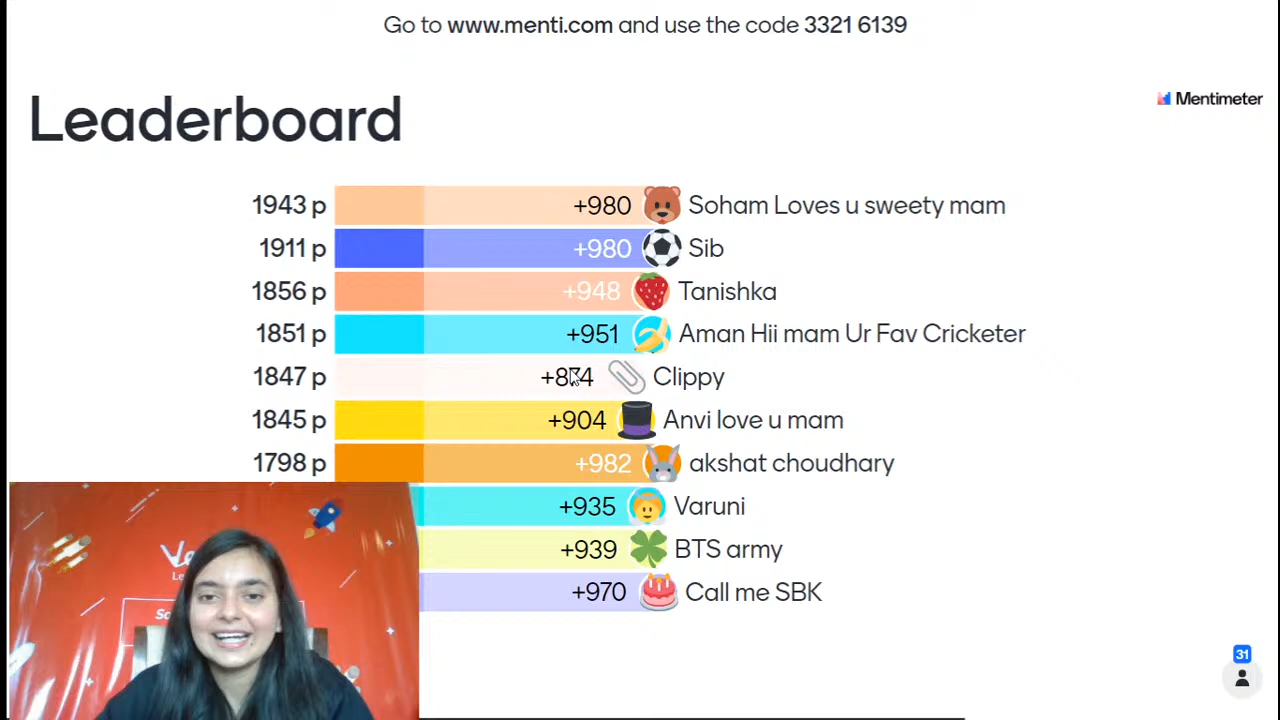 Go to www.menti.com and use the code 3321 6139
Mentimeter
Leaderboard
1943 p +980 Soham Loves u sweety mam
1911 p +980 Sib
1856 p +948 Tanishka
1851 p +951 Aman Hii mam Ur Fav Cricketer
1847 p Clippy
1845 p +904 Anvi love u mam
1798 p +982 akshat choudhary
+935 Varuni
+939 BTS army
+970 Call me SBK
31